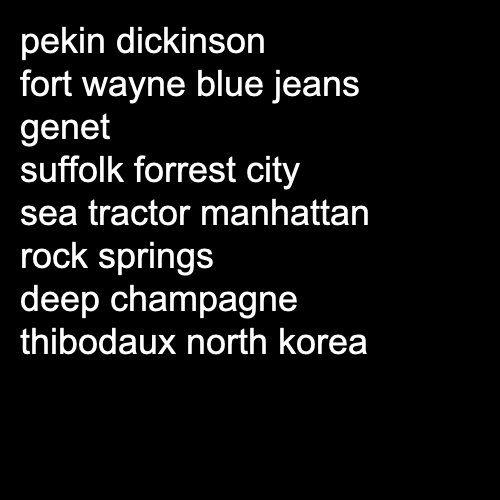 pekin dickinson
fort wayne blue jeans
genet
suffolk forrest city
sea tractor manhattan
rock springs
deep champagne
thibodaux north korea